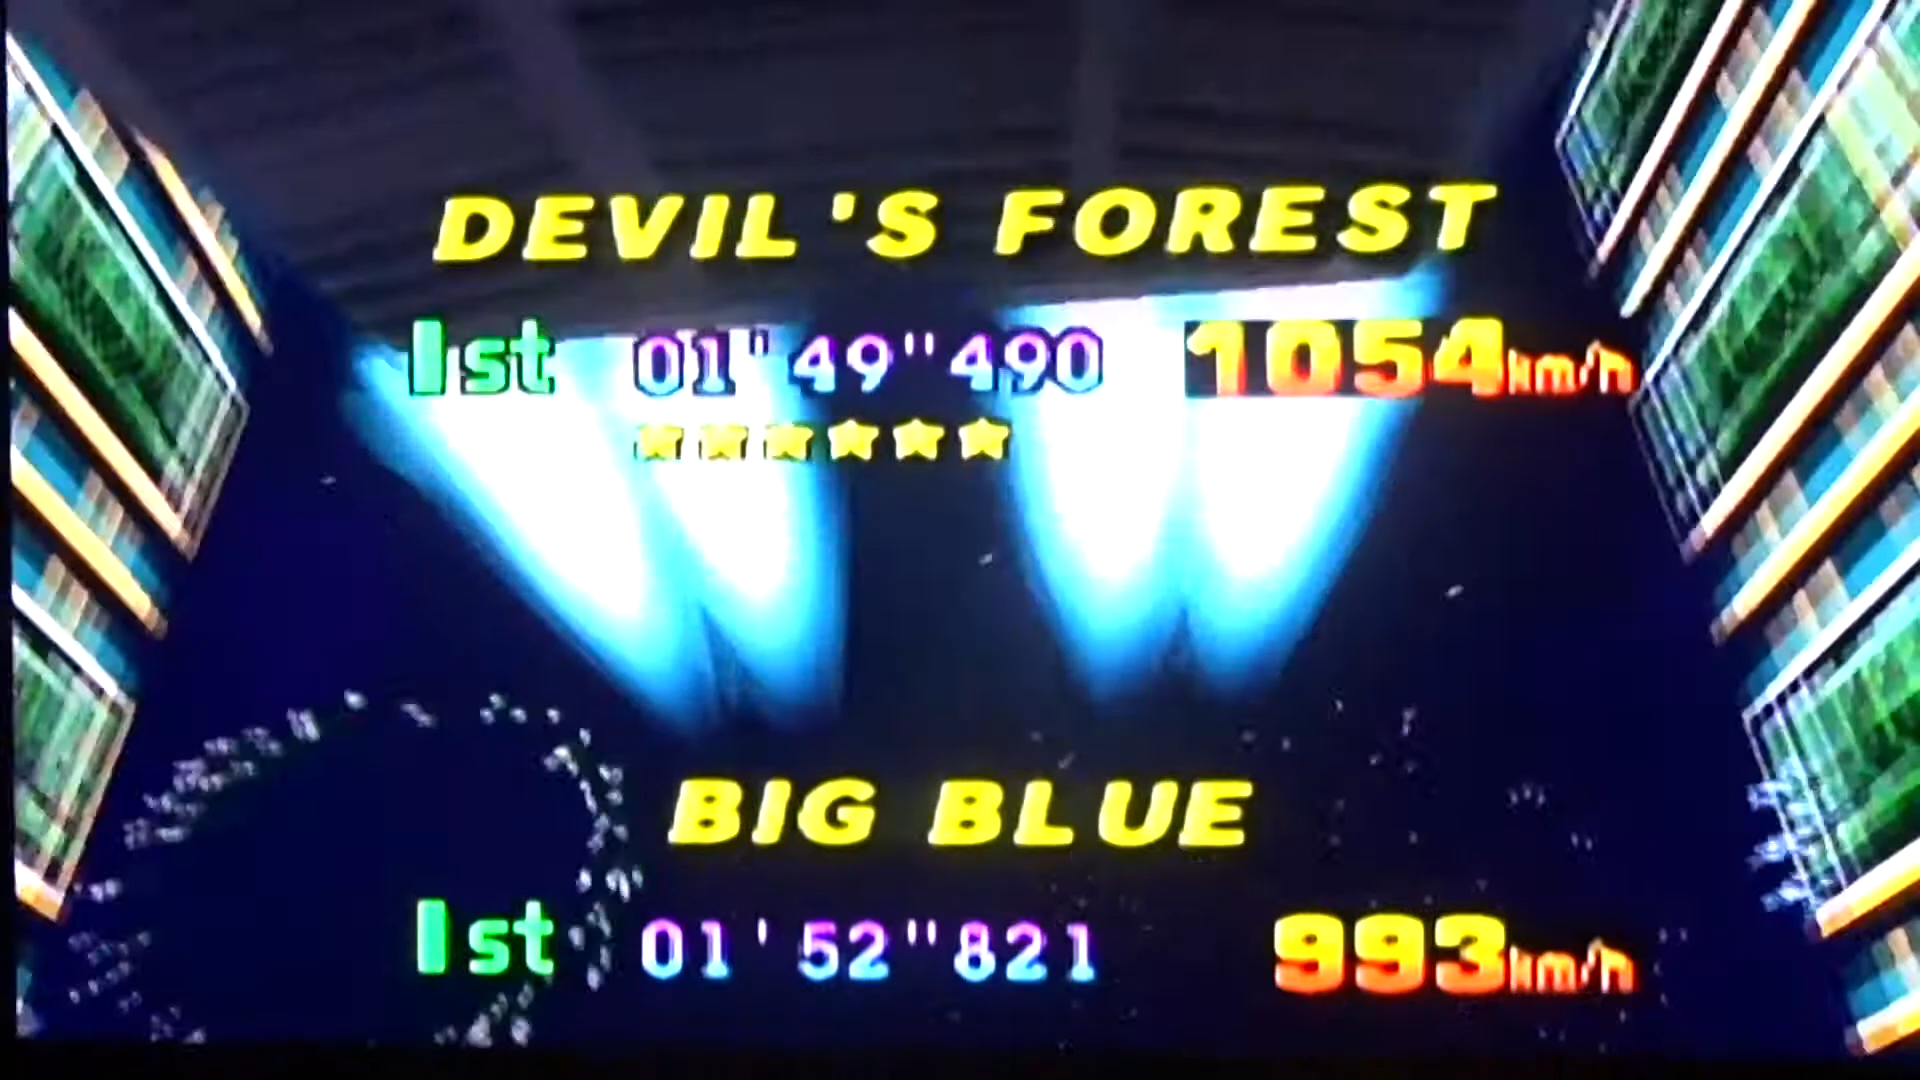 DEVIL'S FOREST
1st 01'49"490 1054km/h
★★★★★★
BIG BLUE
1st 01'52"821 993km/h